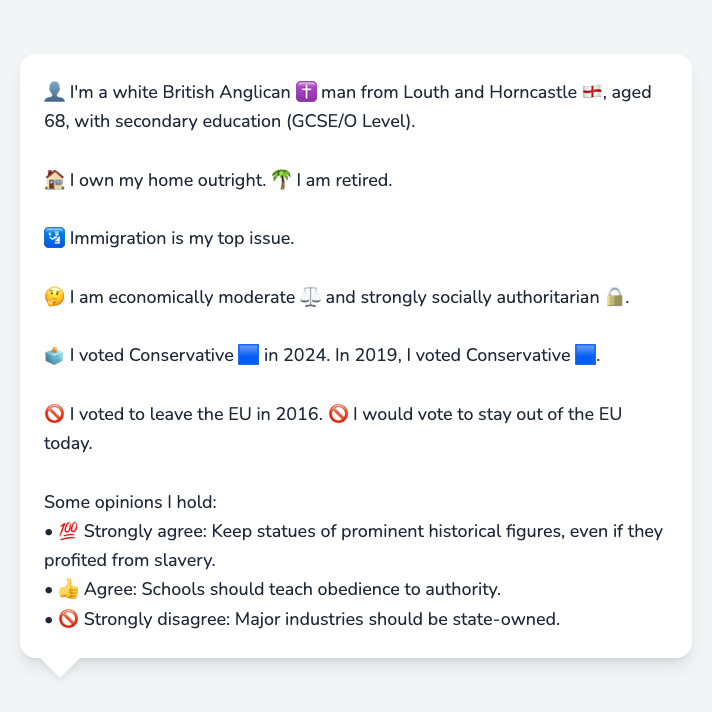 👤 I'm a white British Anglican ✝️ man from Louth and Horncastle 🏴󠁧󠁢󠁥󠁮󠁧󠁿, aged
68, with secondary education (GCSE/O Level).
🏠 I own my home outright. 🌴 I am retired.
🛂 Immigration is my top issue.
🤔 I am economically moderate ⚖️ and strongly socially authoritarian 🔒.
🗳️ I voted Conservative 🟦 in 2024. In 2019, I voted Conservative 🟦.
🚫 I voted to leave the EU in 2016. 🚫 I would vote to stay out of the EU
today.
Some opinions I hold:
• 💯 Strongly agree: Keep statues of prominent historical figures, even if they
profited from slavery.
• 👍 Agree: Schools should teach obedience to authority.
• 🚫 Strongly disagree: Major industries should be state-owned.